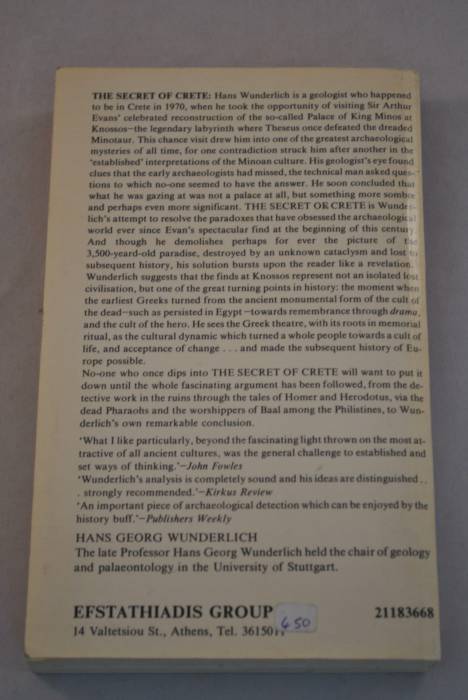 THE SECRET OF CRETE: Hans Wunderlich is a geologist who happened
to be in Crete in 1970, when he took the opportunity of visiting Sir Arthur
Evans' celebrated reconstruction of the so-called Palace of King Minos at
Knossos—the legendary labyrinth where Theseus once defeated the dreaded
Minotaur. This chance visit drew him into one of the greatest archaeological
mysteries of all time, for one contradiction struck him after another in the
'established' interpretations of the Minoan culture. His geologist's eye found
clues that the early archaeologists had missed, the technical man asked ques-
tions to which no-one seemed to have the answer. He soon concluded that
what he was gazing at was not a palace at all, but something more sombre
and perhaps even more significant. THE SECRET OF CRETE is Wunder-
lich's attempt to resolve the paradoxes that have obsessed the archaeological
world ever since Evan's spectacular find at the beginning of this century.
And though he demolishes perhaps for ever the picture of the
3,500-year-old paradise, destroyed by an unknown cataclysm and lost to
subsequent history, his solution bursts upon the reader like a revelation.
Wunderlich suggests that the finds at Knossos represent not an isolated lost
civilisation, but one of the great turning points in history: the moment when
the earliest Greeks turned from the ancient monumental form of the cult of
the dead—such as persisted in Egypt—towards remembrance through drama,
and the cult of the hero. He sees the Greek theatre, with its roots in memorial
ritual, as the cultural dynamic which turned a whole people towards a cult of
life, and acceptance of change . . . and made the subsequent history of Eu-
rope possible.
No-one who once dips into THE SECRET OF CRETE will want to put it
down until the whole fascinating argument has been followed, from the de-
tective work in the ruins through the tales of Homer and Herodotus, via the
dead Pharaohs and the worshippers of Baal among the Philistines, to Wun-
derlich's own remarkable conclusion.
'What I like particularly, beyond the fascinating light thrown on the most at-
tractive of all ancient cultures, was the general challenge to established and
set ways of thinking.'—John Fowles
'Wunderlich's analysis is completely sound and his ideas are distinguished . .
. strongly recommended.'—Kirkus Review
'An important piece of archaeological detection which can be enjoyed by the
history buff.'—Publishers Weekly
HANS GEORG WUNDERLICH
The late Professor Hans Georg Wunderlich held the chair of geology
and palaeontology in the University of Stuttgart.
EFSTATHIADIS GROUP 21183668
14 Valtetsiou St., Athens, Tel.
450